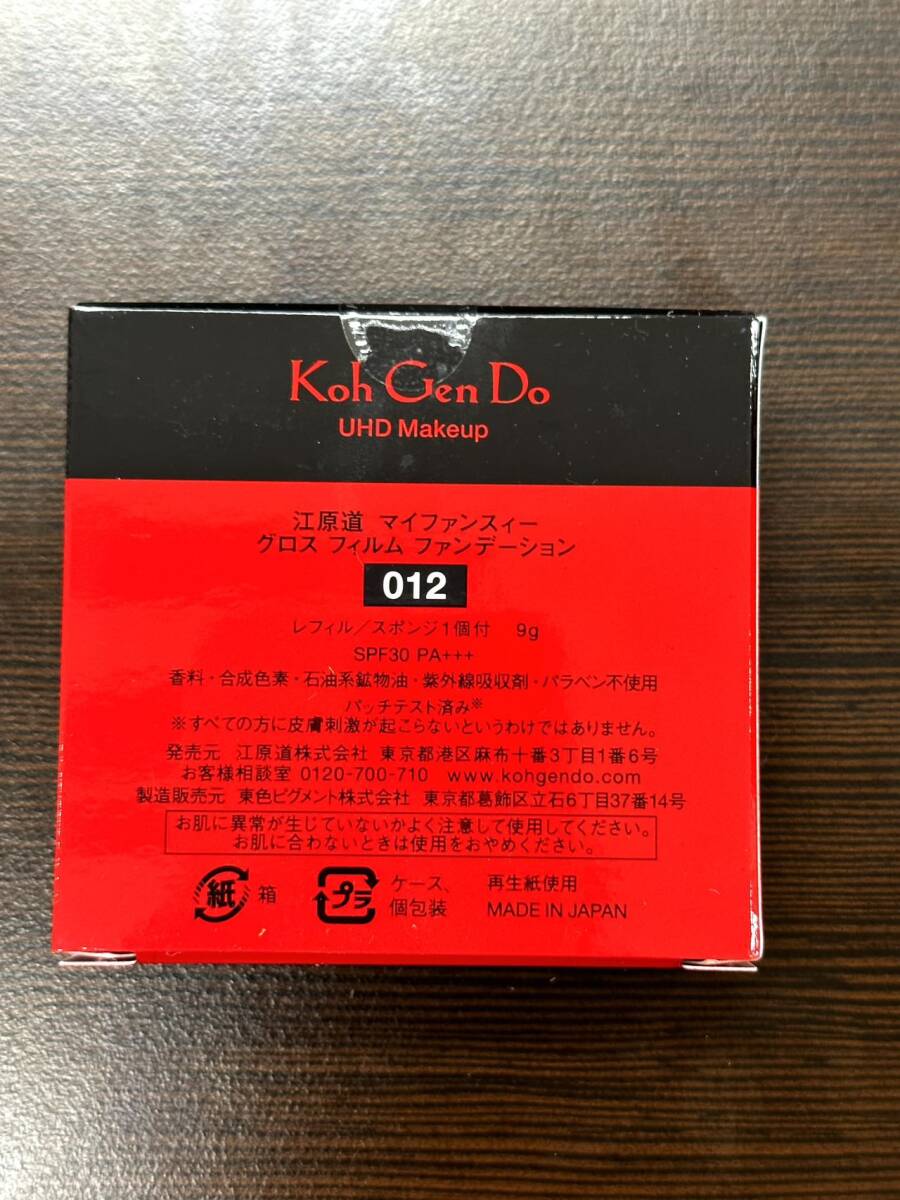 Koh Gen Do
UHD Makeup
江原道 マイファンスィー
グロス フィルム ファンデーション
012
レフィル／スポンジ1個付 9g
SPF30 PA+++
香料・合成色素・石油系鉱物油・紫外線吸収剤・パラベン不使用
パッチテスト済み※
※すべての方に皮膚刺激が起こらないというわけではありません。
発売元 江原道株式会社 東京都港区麻布十番3丁目1番6号
お客様相談室 0120-700-710 www.kohgendo.com
製造販売元 東色ピグメント株式会社 東京都葛飾区立石6丁目37番14号
お肌に異常が生じていないかよく注意して使用してください。
お肌に合わないときは使用をおやめください。
紙 箱 プラ ケース、 再生紙使用
個包装 MADE IN JAPAN